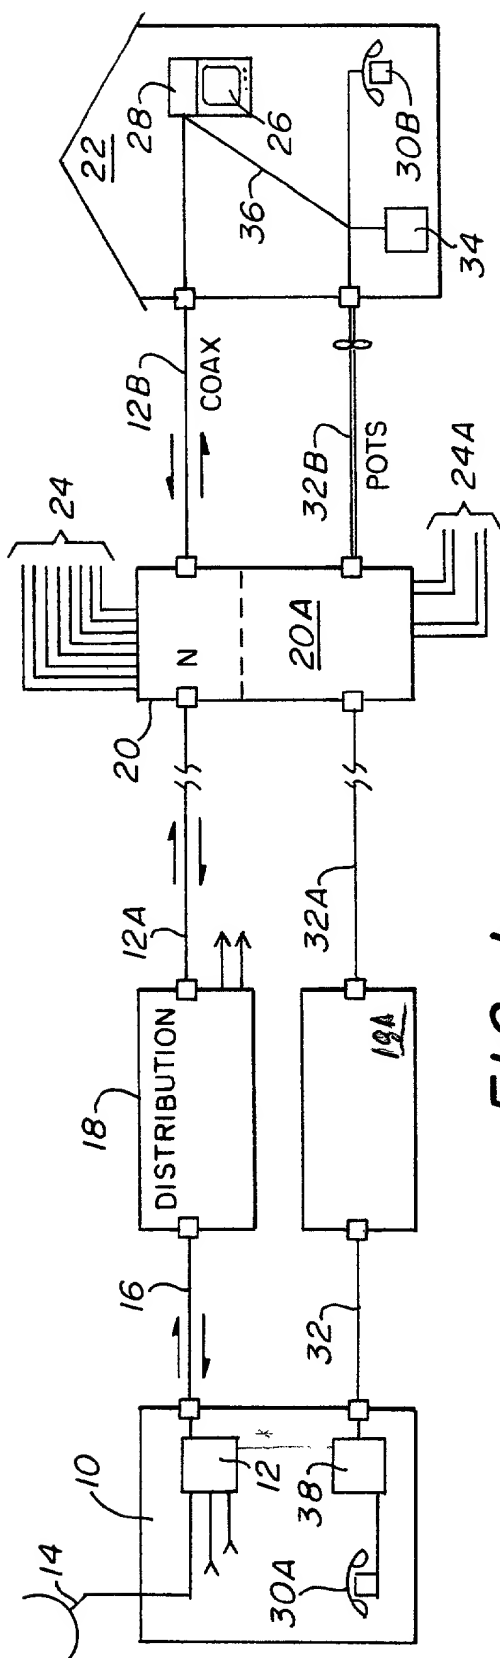 14
10
12
*
38
30A
16
32
18
DISTRIBUTION
18A
12A
32A
20
N
20A
24
24A
12B
COAX
32B
POTS
22
28
26
36
30B
34
FIG. 1